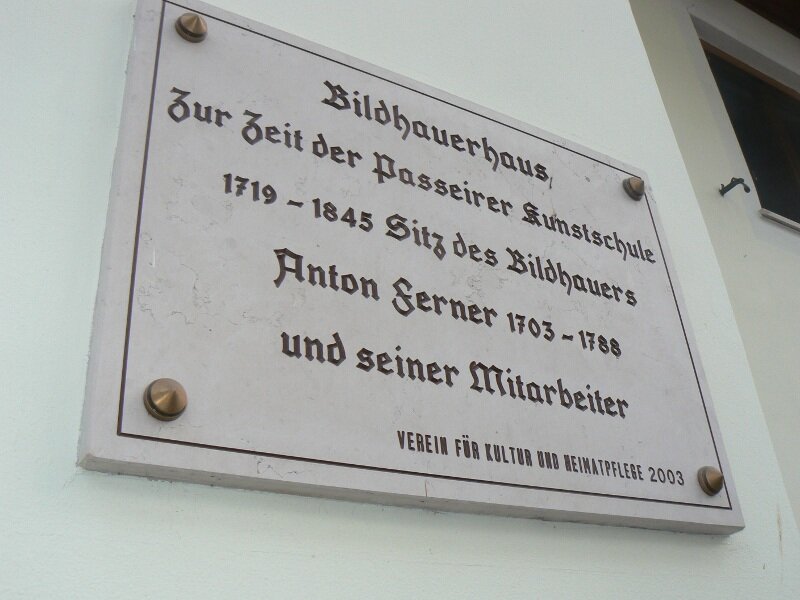 Bildhauerhaus,
Zur Zeit der Passeirer Kunstschule
1719 - 1845 Sitz des Bildhauers
Anton Ferner 1703 - 1788
und seiner Mitarbeiter
VEREIN FÜR KULTUR UND HEIMATPFLEGE 2003